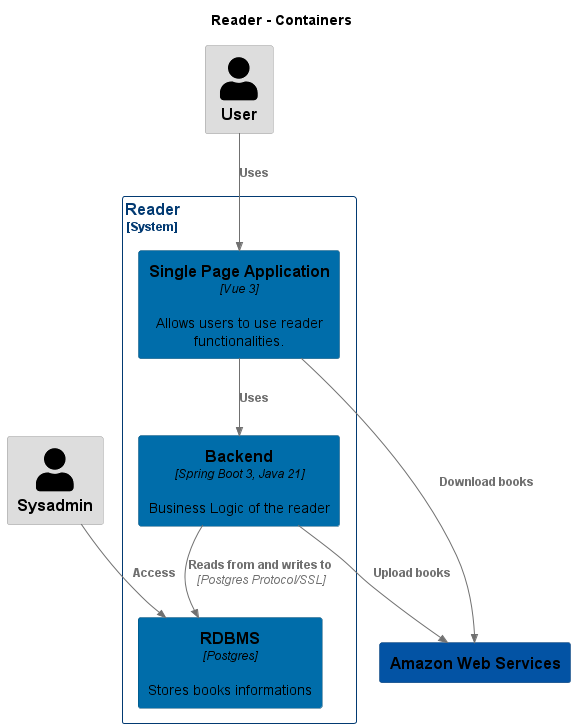 Reader - Containers
User
Uses
Reader
[System]
Single Page Application
[Vue 3]
Allows users to use reader
functionalities.
Uses
Download books
Backend
[Spring Boot 3, Java 21]
Business Logic of the reader
Sysadmin
Access
Reads from and writes to
[Postgres Protocol/SSL]
Upload books
RDBMS
[Postgres]
Stores books informations
Amazon Web Services